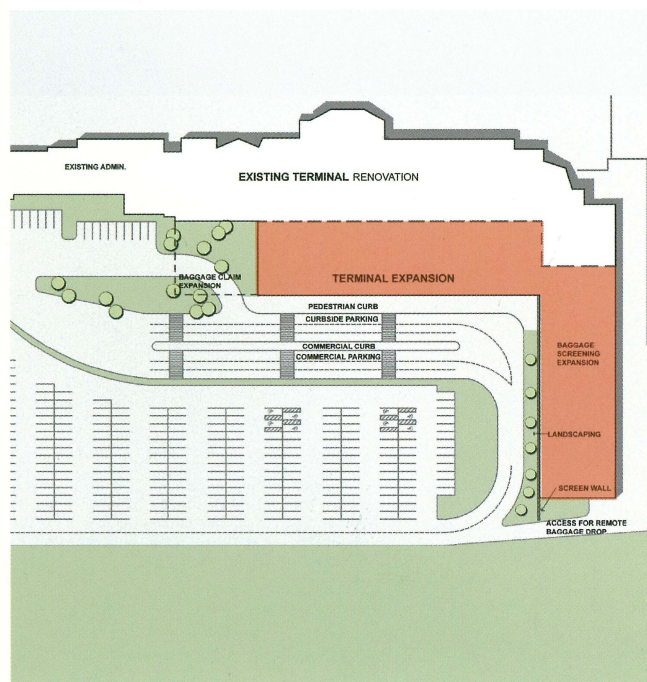 EXISTING ADMIN.
EXISTING TERMINAL RENOVATION
BAGGAGE CLAIM
EXPANSION
TERMINAL EXPANSION
PEDESTRIAN CURB
CURBSIDE PARKING
COMMERCIAL CURB
COMMERCIAL PARKING
BAGGAGE
SCREENING
EXPANSION
LANDSCAPING
SCREEN WALL
ACCESS FOR REMOTE
BAGGAGE DROP